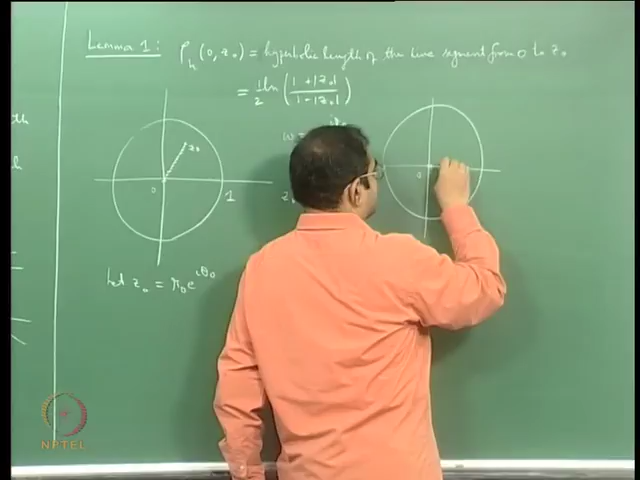 Lemma 1: ρₕ(0, z₀) = hyperbolic length of the line segment from 0 to z₀
= 1/2 ln (1+|z₀| / 1-|z₀|)
z₀
0
1
w =
0
Let z₀ = r₀e^{iθ₀}
NPTEL